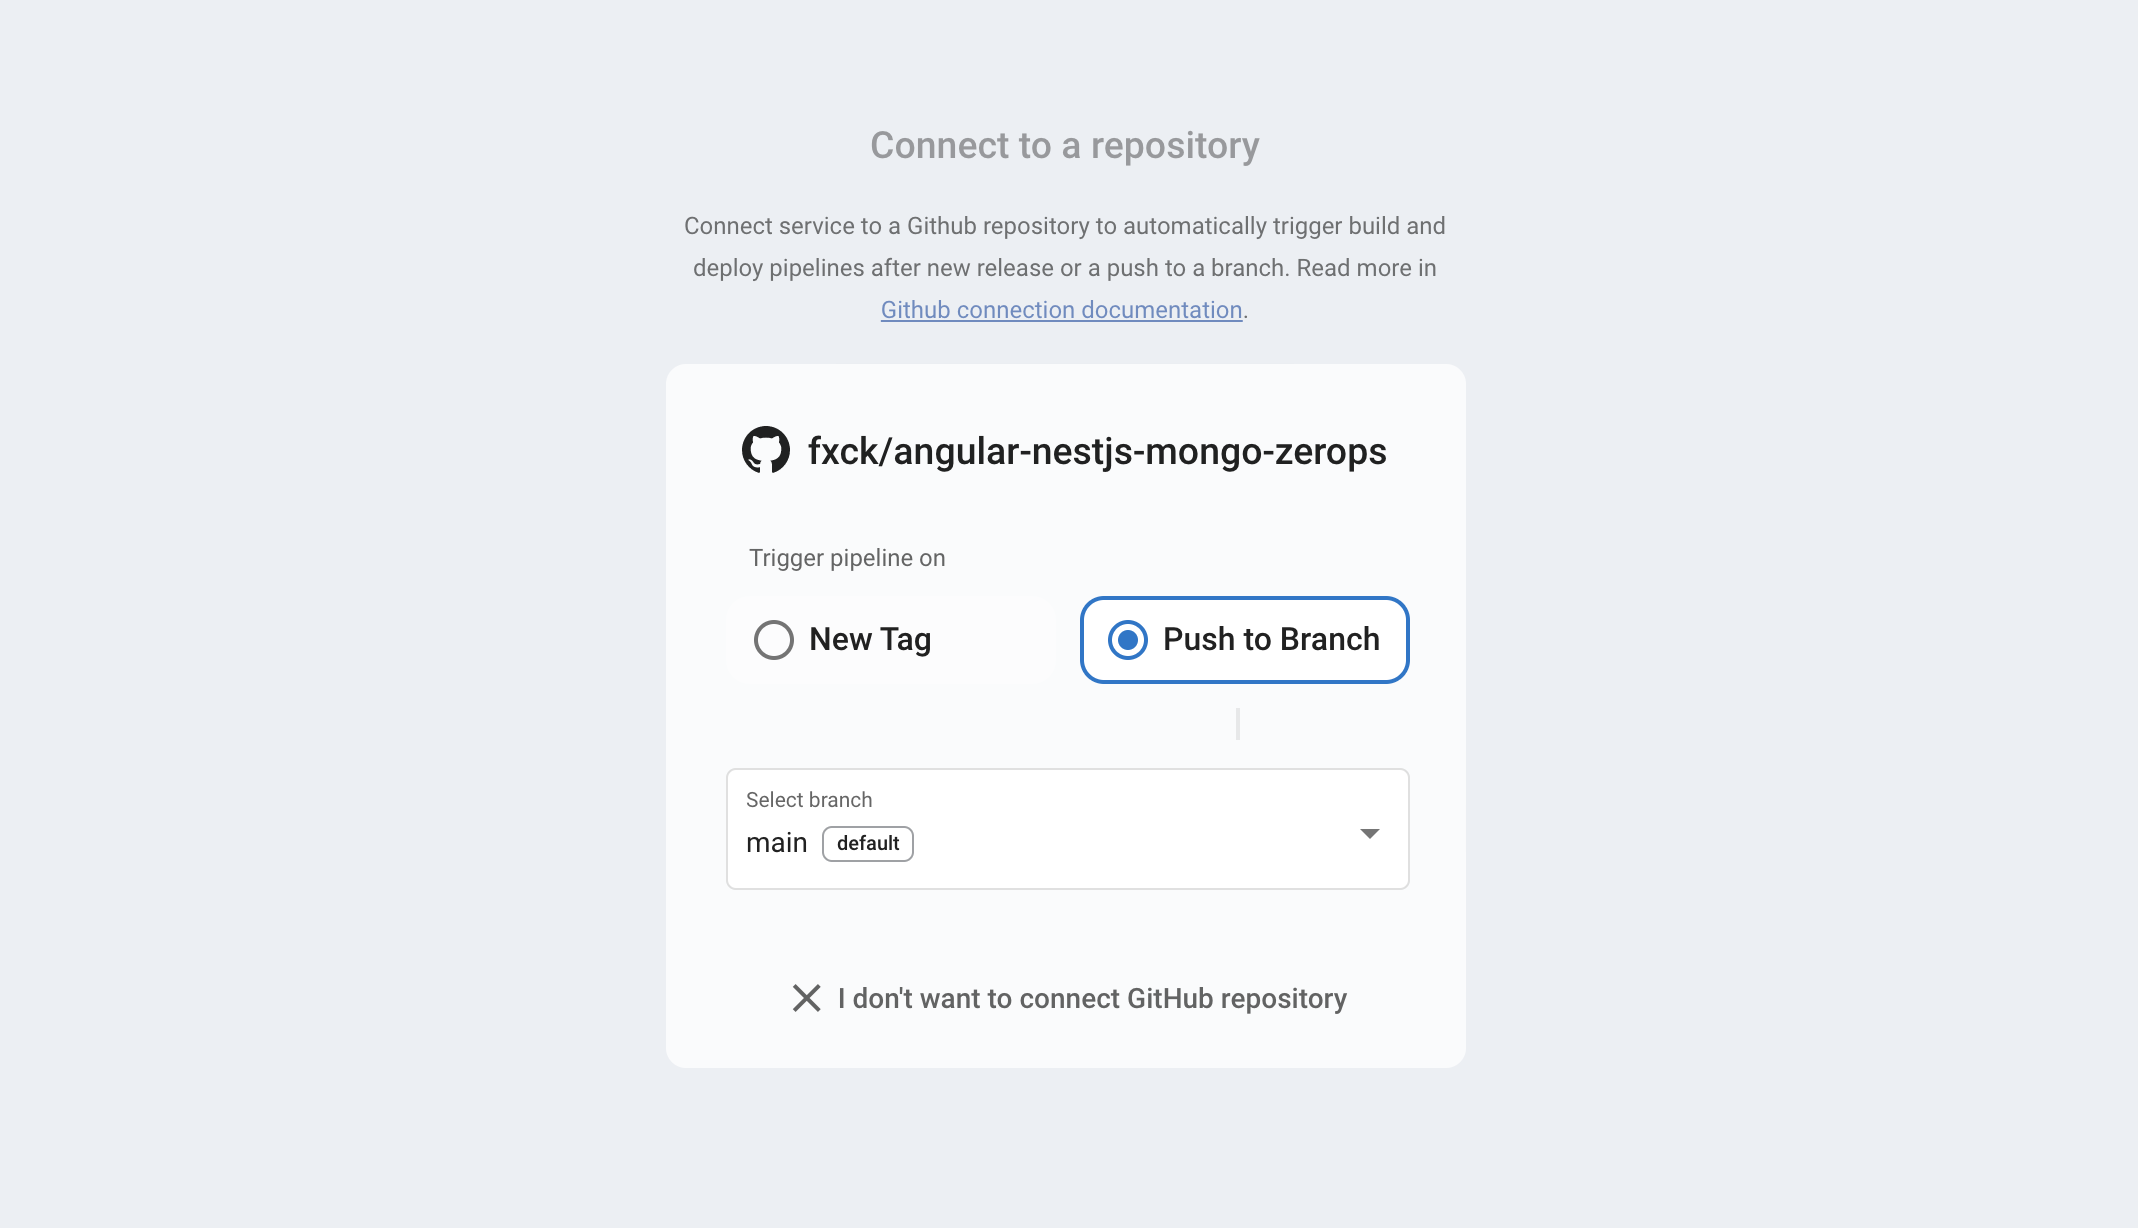 Connect to a repository
Connect service to a Github repository to automatically trigger build and
deploy pipelines after new release or a push to a branch. Read more in
Github connection documentation.
fxck/angular-nestjs-mongo-zerops
Trigger pipeline on
New Tag
Push to Branch
Select branch
main default
I don't want to connect GitHub repository